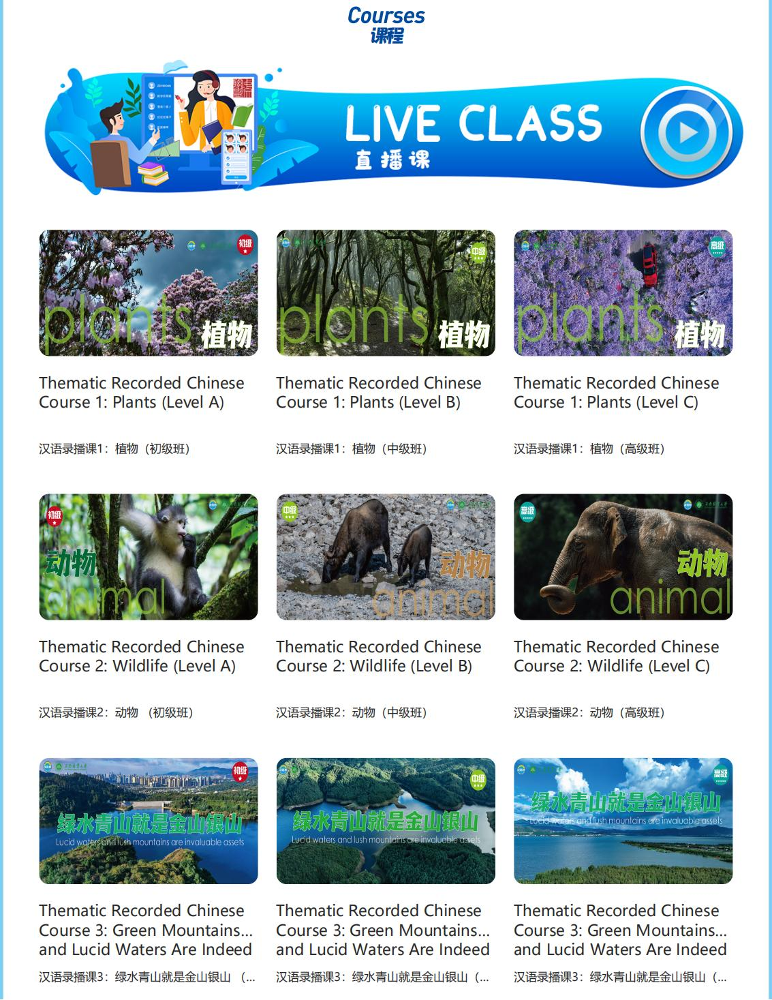 Courses
课程
LIVE CLASS
直播课
初级
plants
植物
中级
plants
植物
高级
plants
植物
Thematic Recorded Chinese
Course 1: Plants (Level A)
汉语录播课1：植物（初级班）
Thematic Recorded Chinese
Course 1: Plants (Level B)
汉语录播课1：植物（中级班）
Thematic Recorded Chinese
Course 1: Plants (Level C)
汉语录播课1：植物（高级班）
初级
动物
animal
中级
动物
animal
高级
动物
animal
Thematic Recorded Chinese
Course 2: Wildlife (Level A)
汉语录播课2：动物 （初级班）
Thematic Recorded Chinese
Course 2: Wildlife (Level B)
汉语录播课2：动物（中级班）
Thematic Recorded Chinese
Course 2: Wildlife (Level C)
汉语录播课2：动物（高级班）
初级
绿水青山就是金山银山
Lucid waters and lush mountains are invaluable assets
中级
绿水青山就是金山银山
Lucid waters and lush mountains are invaluable assets
高级
绿水青山就是金山银山
Lucid waters and lush mountains are invaluable assets
Thematic Recorded Chinese
Course 3: Green Mountains...
and Lucid Waters Are Indeed
汉语录播课3：绿水青山就是金山银山 （...
Thematic Recorded Chinese
Course 3: Green Mountains...
and Lucid Waters Are Indeed
汉语录播课3：绿水青山就是金山银山（...
Thematic Recorded Chinese
Course 3: Green Mountains...
and Lucid Waters Are Indeed
汉语录播课3：绿水青山就是金山银山（...